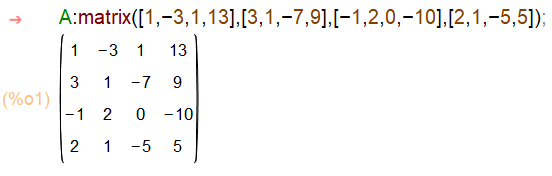 → A:matrix([1,−3,1,13],[3,1,−7,9],[−1,2,0,−10],[2,1,−5,5]);
1 −3 1 13
3 1 −7 9
(%o1)
−1 2 0 −10
2 1 −5 5